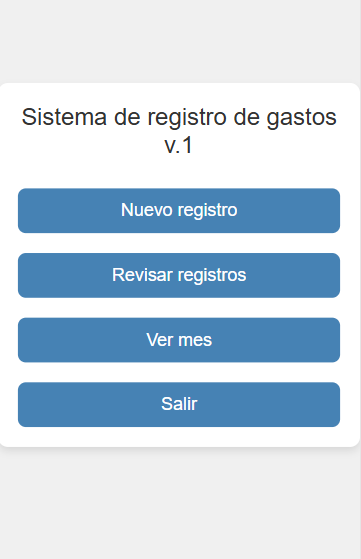 Sistema de registro de gastos
v.1
Nuevo registro
Revisar registros
Ver mes
Salir